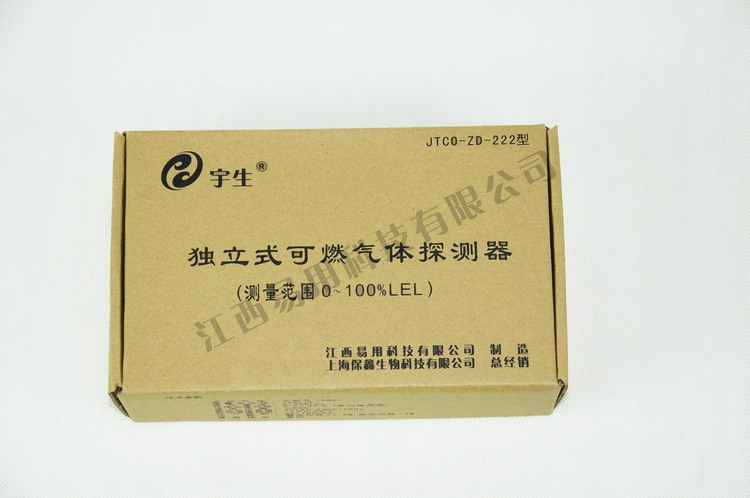 JTCO-ZD-222型
宇生®
独立式可燃气体探测器
(测量范围0~100%LEL)
江西易用科技有限公司 制造
上海保鑫生物科技有限公司 总经销
江西易用科技有限公司